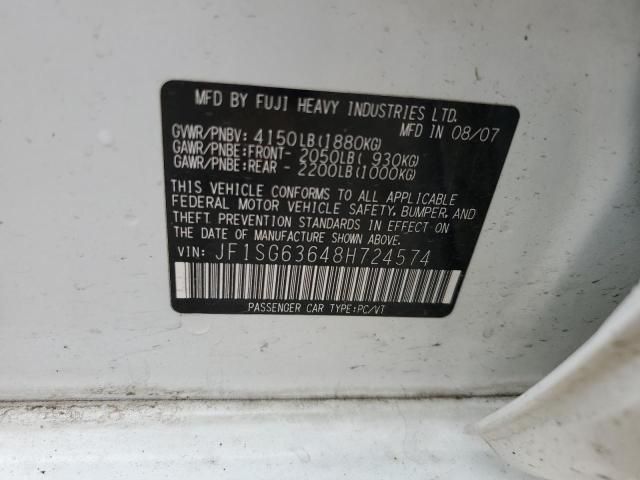 MFD BY FUJI HEAVY INDUSTRIES LTD.
MFD IN 08/07
GVWR/PNBV: 4150LB(1880KG)
GAWR/PNBE:FRONT- 2050LB( 930KG)
GAWR/PNBE:REAR - 2200LB(1000KG)
THIS VEHICLE CONFORMS TO ALL APPLICABLE
FEDERAL MOTOR VEHICLE SAFETY, BUMPER, AND
THEFT PREVENTION STANDARDS IN EFFECT ON
THE DATE OF MANUFACTURE SHOWN ABOVE.
VIN: JF1SG63648H724574
PASSENGER CAR TYPE:PC/VT